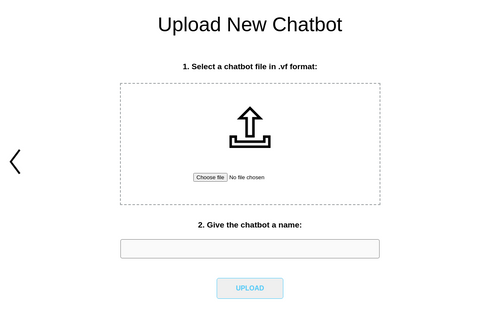 Upload New Chatbot
1. Select a chatbot file in .vf format:
Choose file No file chosen
2. Give the chatbot a name:
UPLOAD